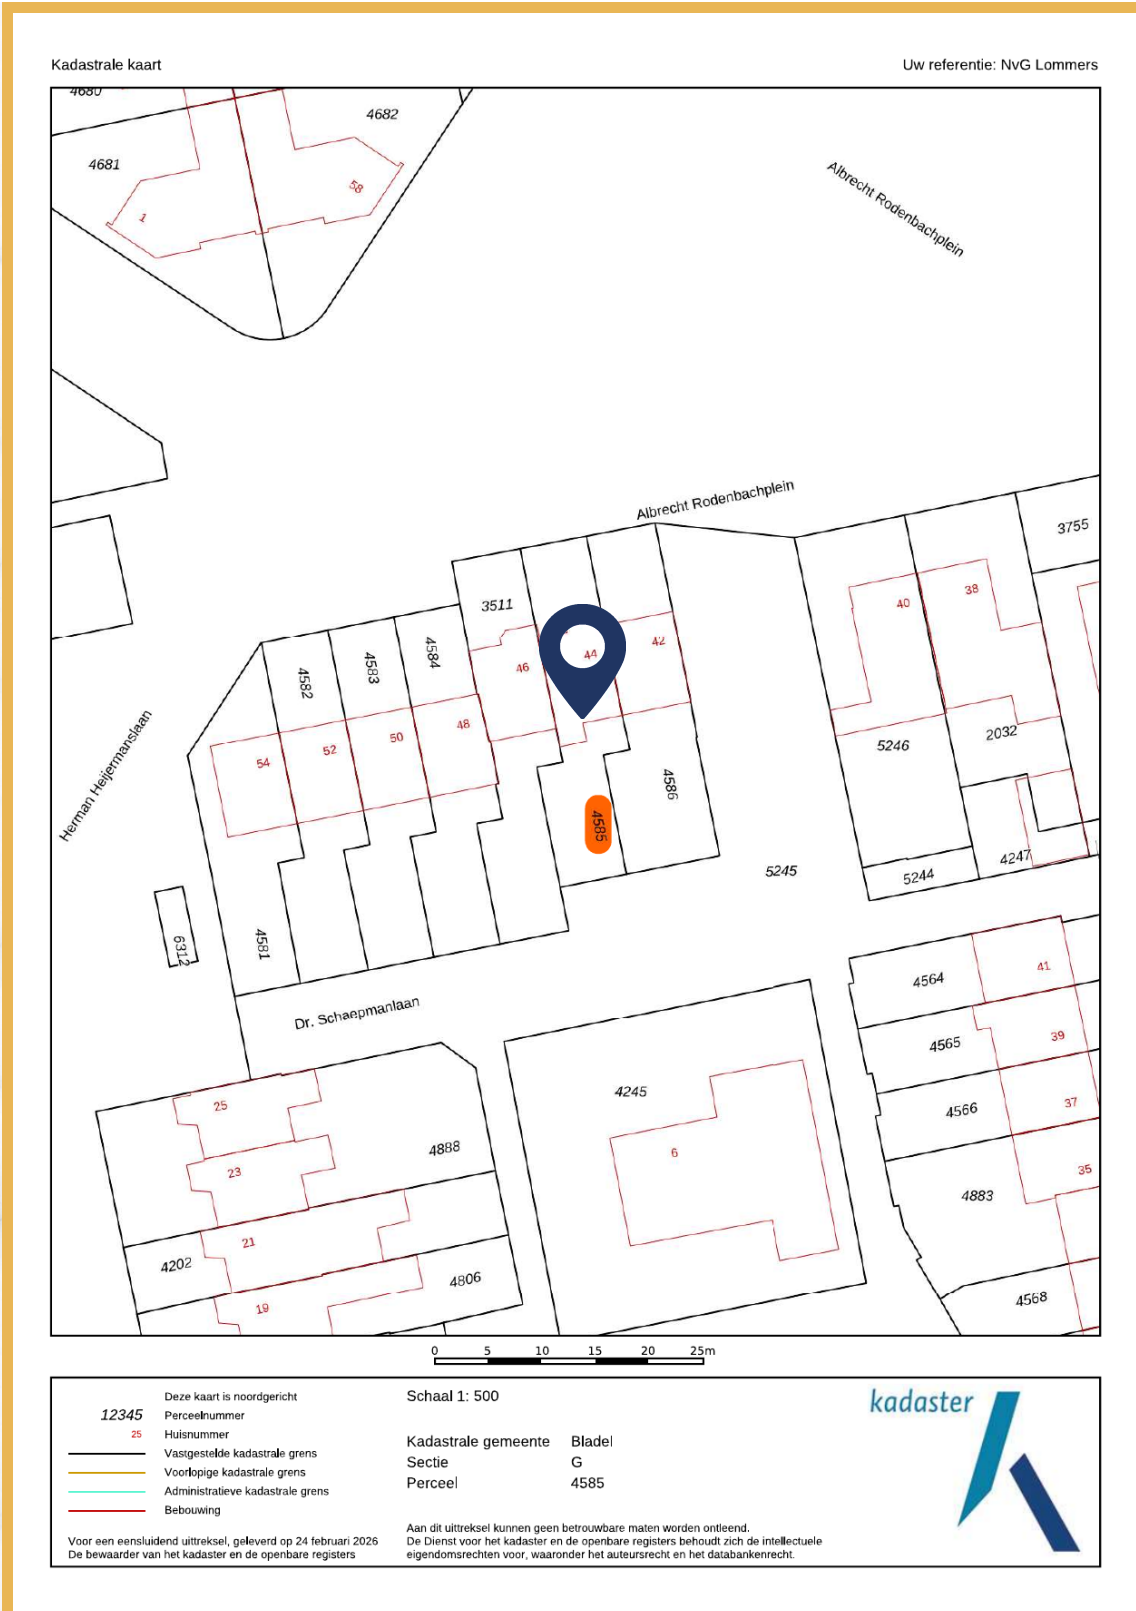 Kadastrale kaart
Uw referentie: NvG Lommers
4680
4682
4681
58
1
Albrecht Rodenbachplein
Albrecht Rodenbachplein
3755
3511
40
38
42
44
46
4584
4583
4582
48
50
52
54
2032
5246
4586
4585
Herman Heijermanslaan
5245
4247
5244
4581
6312
41
4564
Dr. Schaepmanlaan
39
4565
4245
37
4566
25
4888
6
35
23
4883
21
4202
4806
4568
19
0 5 10 15 20 25m
Deze kaart is noordgericht
12345 Perceelnummer
25 Huisnummer
Vastgestelde kadastrale grens
Voorlopige kadastrale grens
Administratieve kadastrale grens
Bebouwing
Voor een eensluidend uittreksel, geleverd op 24 februari 2026
De bewaarder van het kadaster en de openbare registers
Schaal 1: 500
Kadastrale gemeente Bladel
Sectie G
Perceel 4585
Aan dit uittreksel kunnen geen betrouwbare maten worden ontleend.
De Dienst voor het kadaster en de openbare registers behoudt zich de intellectuele
eigendomsrechten voor, waaronder het auteursrecht en het databankenrecht.
kadaster